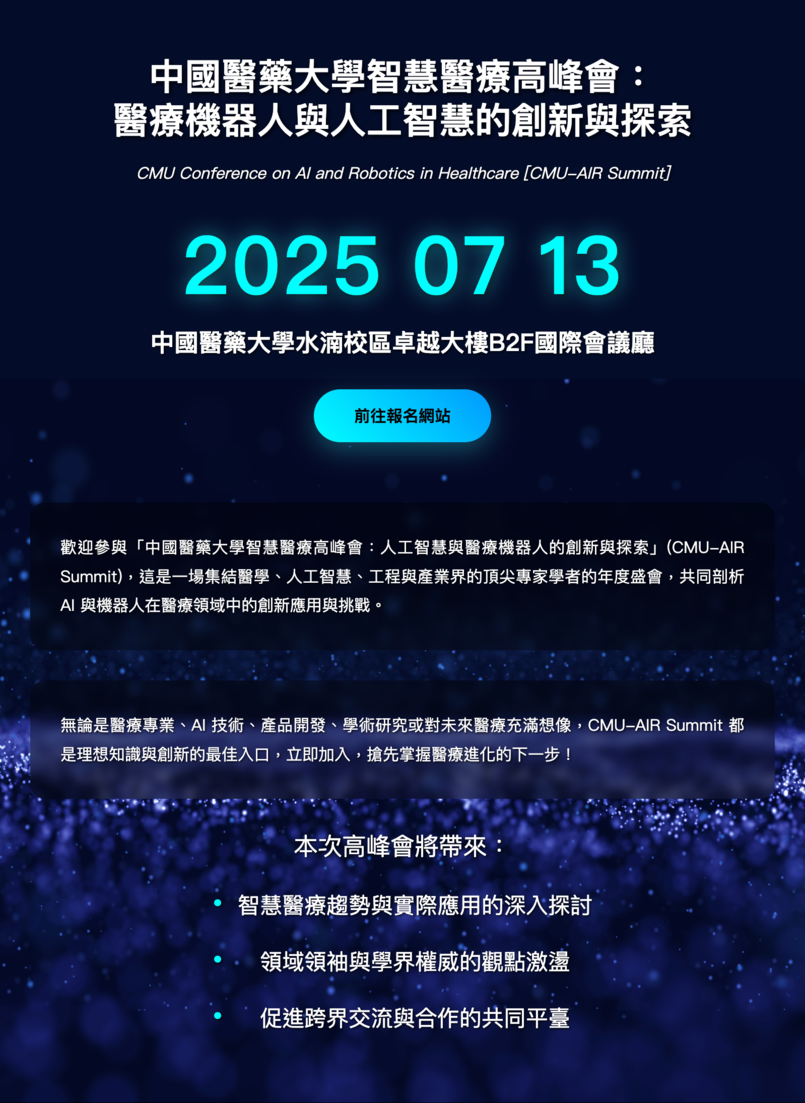 中國醫藥大學智慧醫療高峰會：
醫療機器人與人工智慧的創新與探索
CMU Conference on AI and Robotics in Healthcare [CMU-AIR Summit]
2025 07 13
中國醫藥大學水湳校區卓越大樓B2F國際會議廳
前往報名網站
歡迎參與「中國醫藥大學智慧醫療高峰會：人工智慧與醫療機器人的創新與探索」(CMU-AIR
Summit)，這是一場集結醫學、人工智慧、工程與產業界的頂尖專家學者的年度盛會，共同剖析
AI 與機器人在醫療領域中的創新應用與挑戰。
無論是醫療專業、AI 技術、產品開發、學術研究或對未來醫療充滿想像，CMU-AIR Summit 都
是理想知識與創新的最佳入口，立即加入，搶先掌握醫療進化的下一步！
本次高峰會將帶來：
• 智慧醫療趨勢與實際應用的深入探討
• 領域領袖與學界權威的觀點激盪
• 促進跨界交流與合作的共同平臺